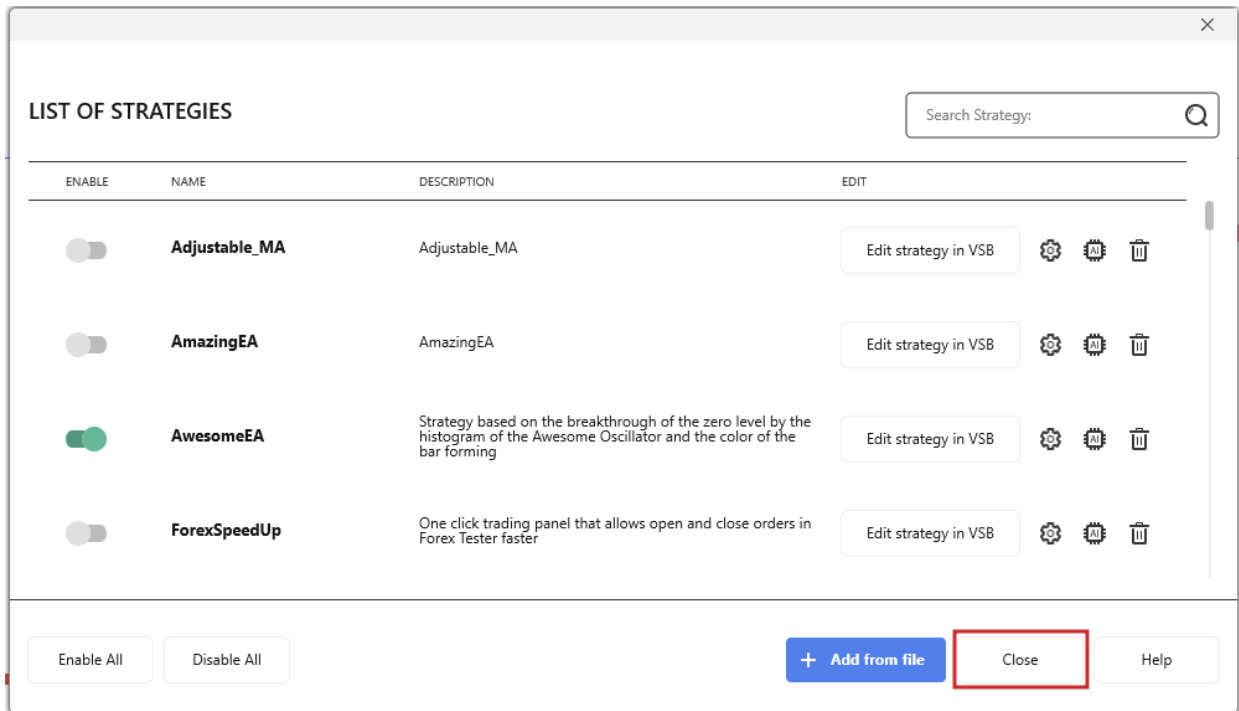 LIST OF STRATEGIES
Search Strategy:
ENABLE NAME DESCRIPTION EDIT
Adjustable_MA Adjustable_MA Edit strategy in VSB AI
AmazingEA AmazingEA Edit strategy in VSB AI
AwesomeEA Strategy based on the breakthrough of the zero level by the
histogram of the Awesome Oscillator and the color of the
bar forming
Edit strategy in VSB AI
ForexSpeedUp One click trading panel that allows open and close orders in
Forex Tester faster
Edit strategy in VSB AI
Enable All Disable All + Add from file Close Help